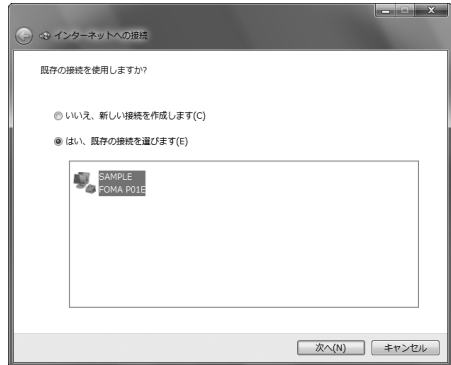 インターネットへの接続
既存の接続を使用しますか?
いいえ、新しい接続を作成します(C)
はい、既存の接続を選びます(E)
SAMPLE
FOMA P01E
次へ(N)
キャンセル